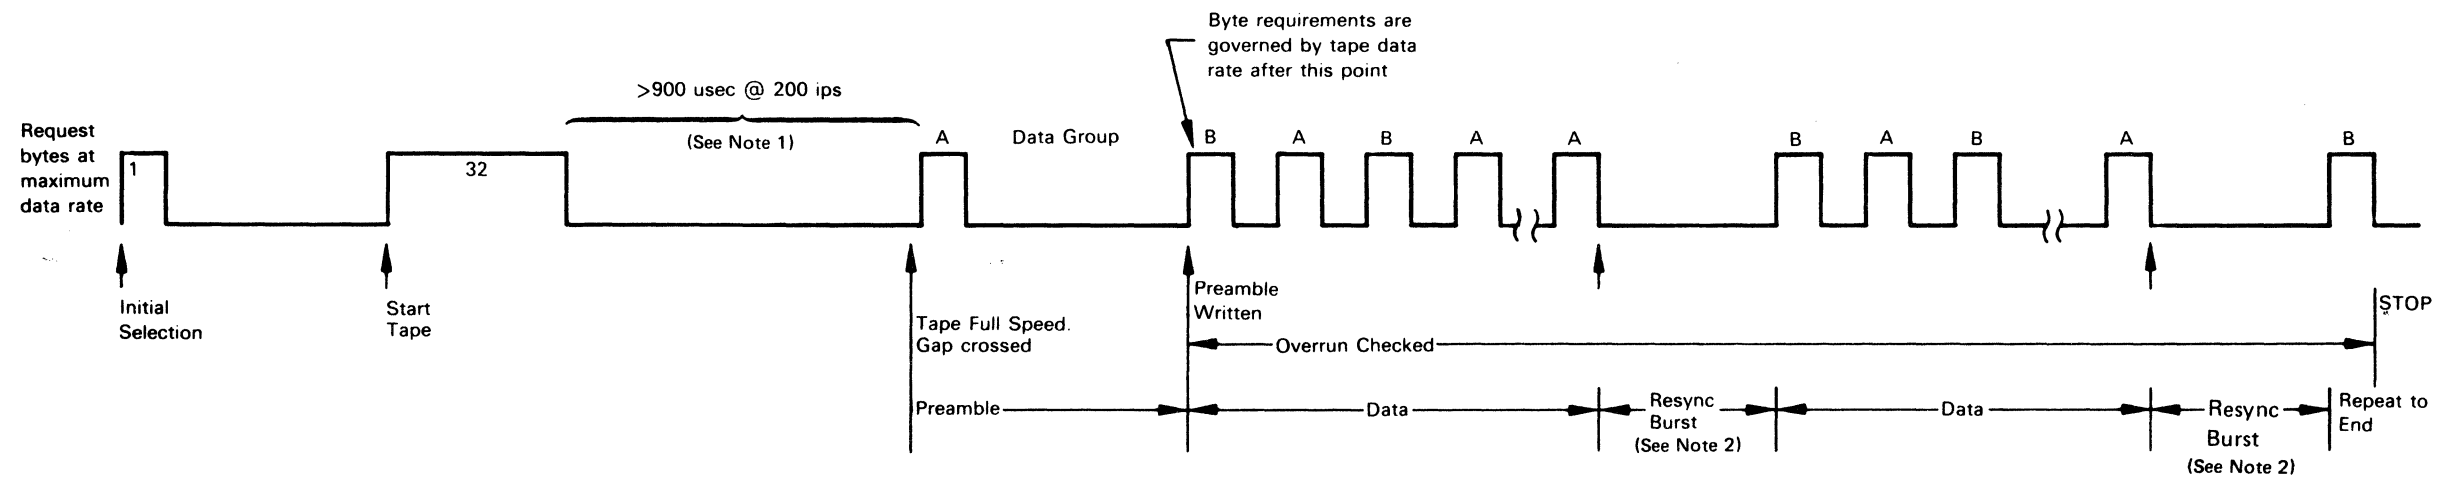 Byte requirements are
governed by tape data
rate after this point
>900 usec @ 200 ips
(See Note 1)
Request
bytes at
maximum
data rate
1
32
A
Data Group
B
A
B
A
A
B
A
B
A
B
Initial
Selection
Start
Tape
Tape Full Speed.
Gap crossed
Preamble
Written
STOP
Overrun Checked
Preamble
Data
Resync
Burst
(See Note 2)
Data
Resync
Burst
(See Note 2)
Repeat to
End